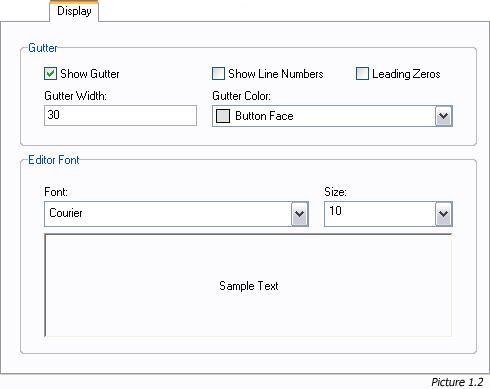 Display
Gutter
Show Gutter Show Line Numbers Leading Zeros
Gutter Width: Gutter Color:
30 Button Face
Editor Font
Font: Size:
Courier 10
Sample Text
Picture 1.2